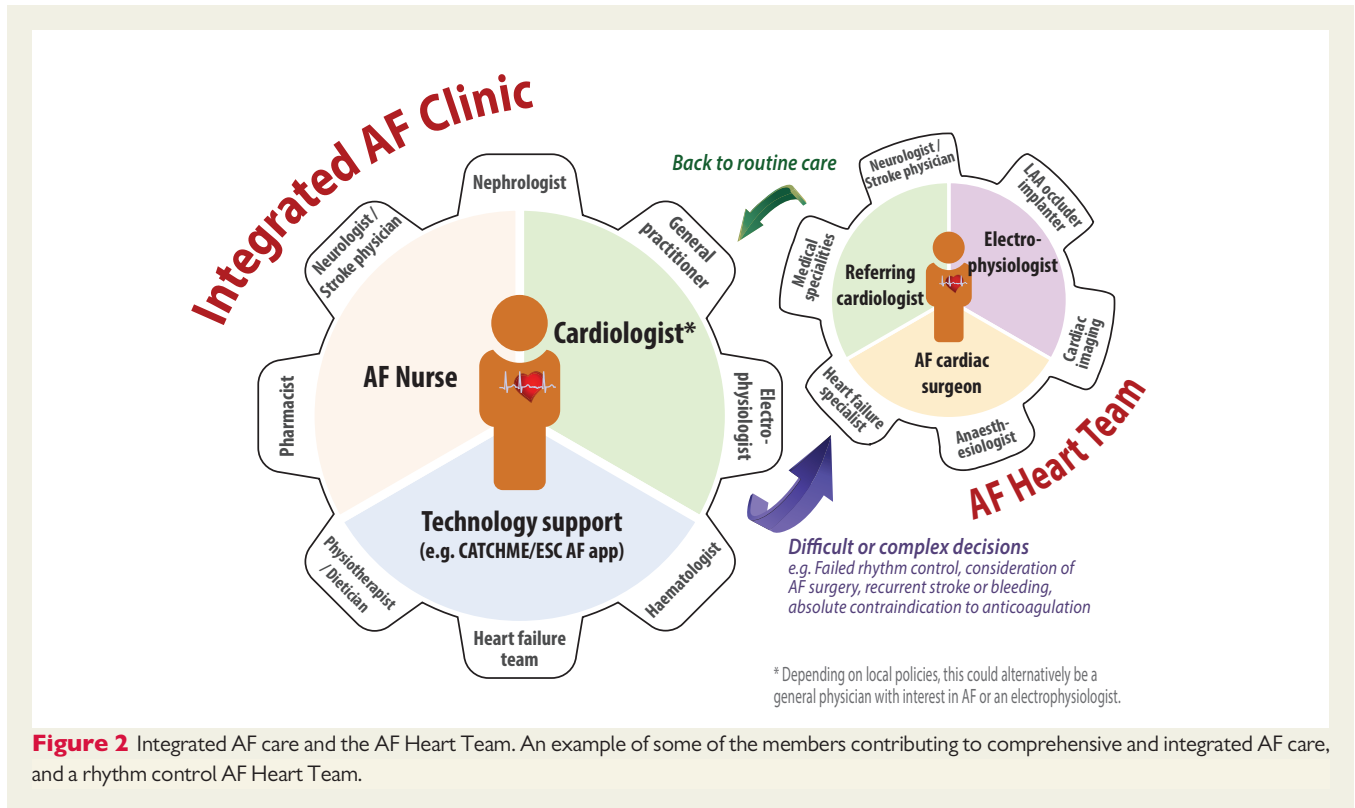 Integrated AF Clinic
Nephrologist
General
practitioner
Electro-
physiologist
Haematologist
Heart failure
team
Physiotherapist
/ Dietician
Pharmacist
Neurologist /
Stroke physician
AF Nurse
Cardiologist*
Technology support
(e.g. CATCHME/ESC AF app)
Back to routine care
Neurologist /
Stroke physician
LAA occluder
implanter
Cardiac
imaging
Anaesth-
esiologist
Heart failure
specialist
Medical
specialities
Referring
cardiologist
Electro-
physiologist
AF cardiac
surgeon
AF Heart Team
Difficult or complex decisions
e.g. Failed rhythm control, consideration of
AF surgery, recurrent stroke or bleeding,
absolute contraindication to anticoagulation
* Depending on local policies, this could alternatively be a
general physician with interest in AF or an electrophysiologist.
Figure 2 Integrated AF care and the AF Heart Team. An example of some of the members contributing to comprehensive and integrated AF care,
and a rhythm control AF Heart Team.